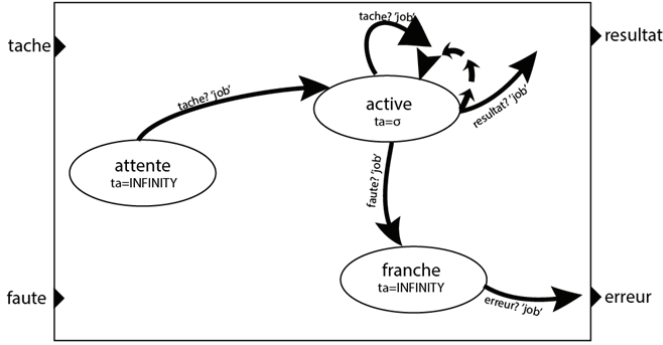 tache? 'job'
resultat
tache
tache? 'job'
active
ta=σ
resultat? 'job'
attente
ta=INFINITY
faute? 'job'
franche
ta=INFINITY
faute
erreur? 'job'
erreur